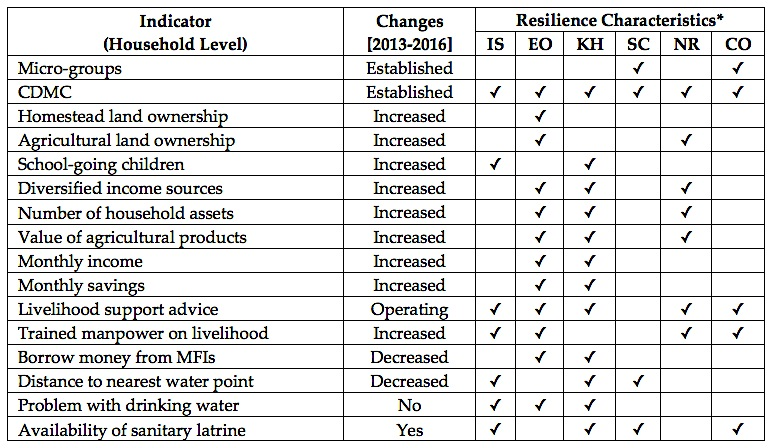 Indicator Changes Resilience Characteristics*
(Household Level) [2013-2016] IS EO KH SC NR CO
Micro-groups Established ✓ ✓
CDMC Established ✓ ✓ ✓ ✓ ✓ ✓
Homestead land ownership Increased ✓
Agricultural land ownership Increased ✓ ✓
School-going children Increased ✓ ✓
Diversified income sources Increased ✓ ✓ ✓
Number of household assets Increased ✓ ✓ ✓
Value of agricultural products Increased ✓ ✓ ✓
Monthly income Increased ✓ ✓
Monthly savings Increased ✓ ✓
Livelihood support advice Operating ✓ ✓ ✓ ✓ ✓
Trained manpower on livelihood Increased ✓ ✓ ✓ ✓
Borrow money from MFIs Decreased ✓ ✓
Distance to nearest water point Decreased ✓ ✓ ✓
Problem with drinking water No ✓ ✓ ✓
Availability of sanitary latrine Yes ✓ ✓ ✓ ✓